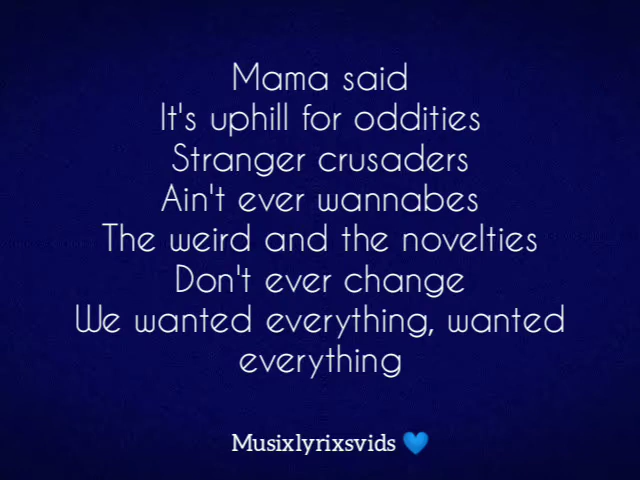 Mama said
It's uphill for oddities
Stranger crusaders
Ain't ever wannabes
The weird and the novelties
Don't ever change
We wanted everything, wanted
everything
Musixlyrixsvids 💙